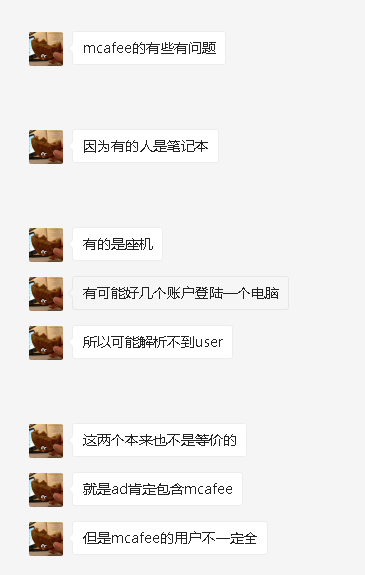 mcafee的有些有问题
因为有的人是笔记本
有的是座机
有可能好几个账户登陆一个电脑
所以可能解析不到user
这两个本来也不是等价的
就是ad肯定包含mcafee
但是mcafee的用户不一定全